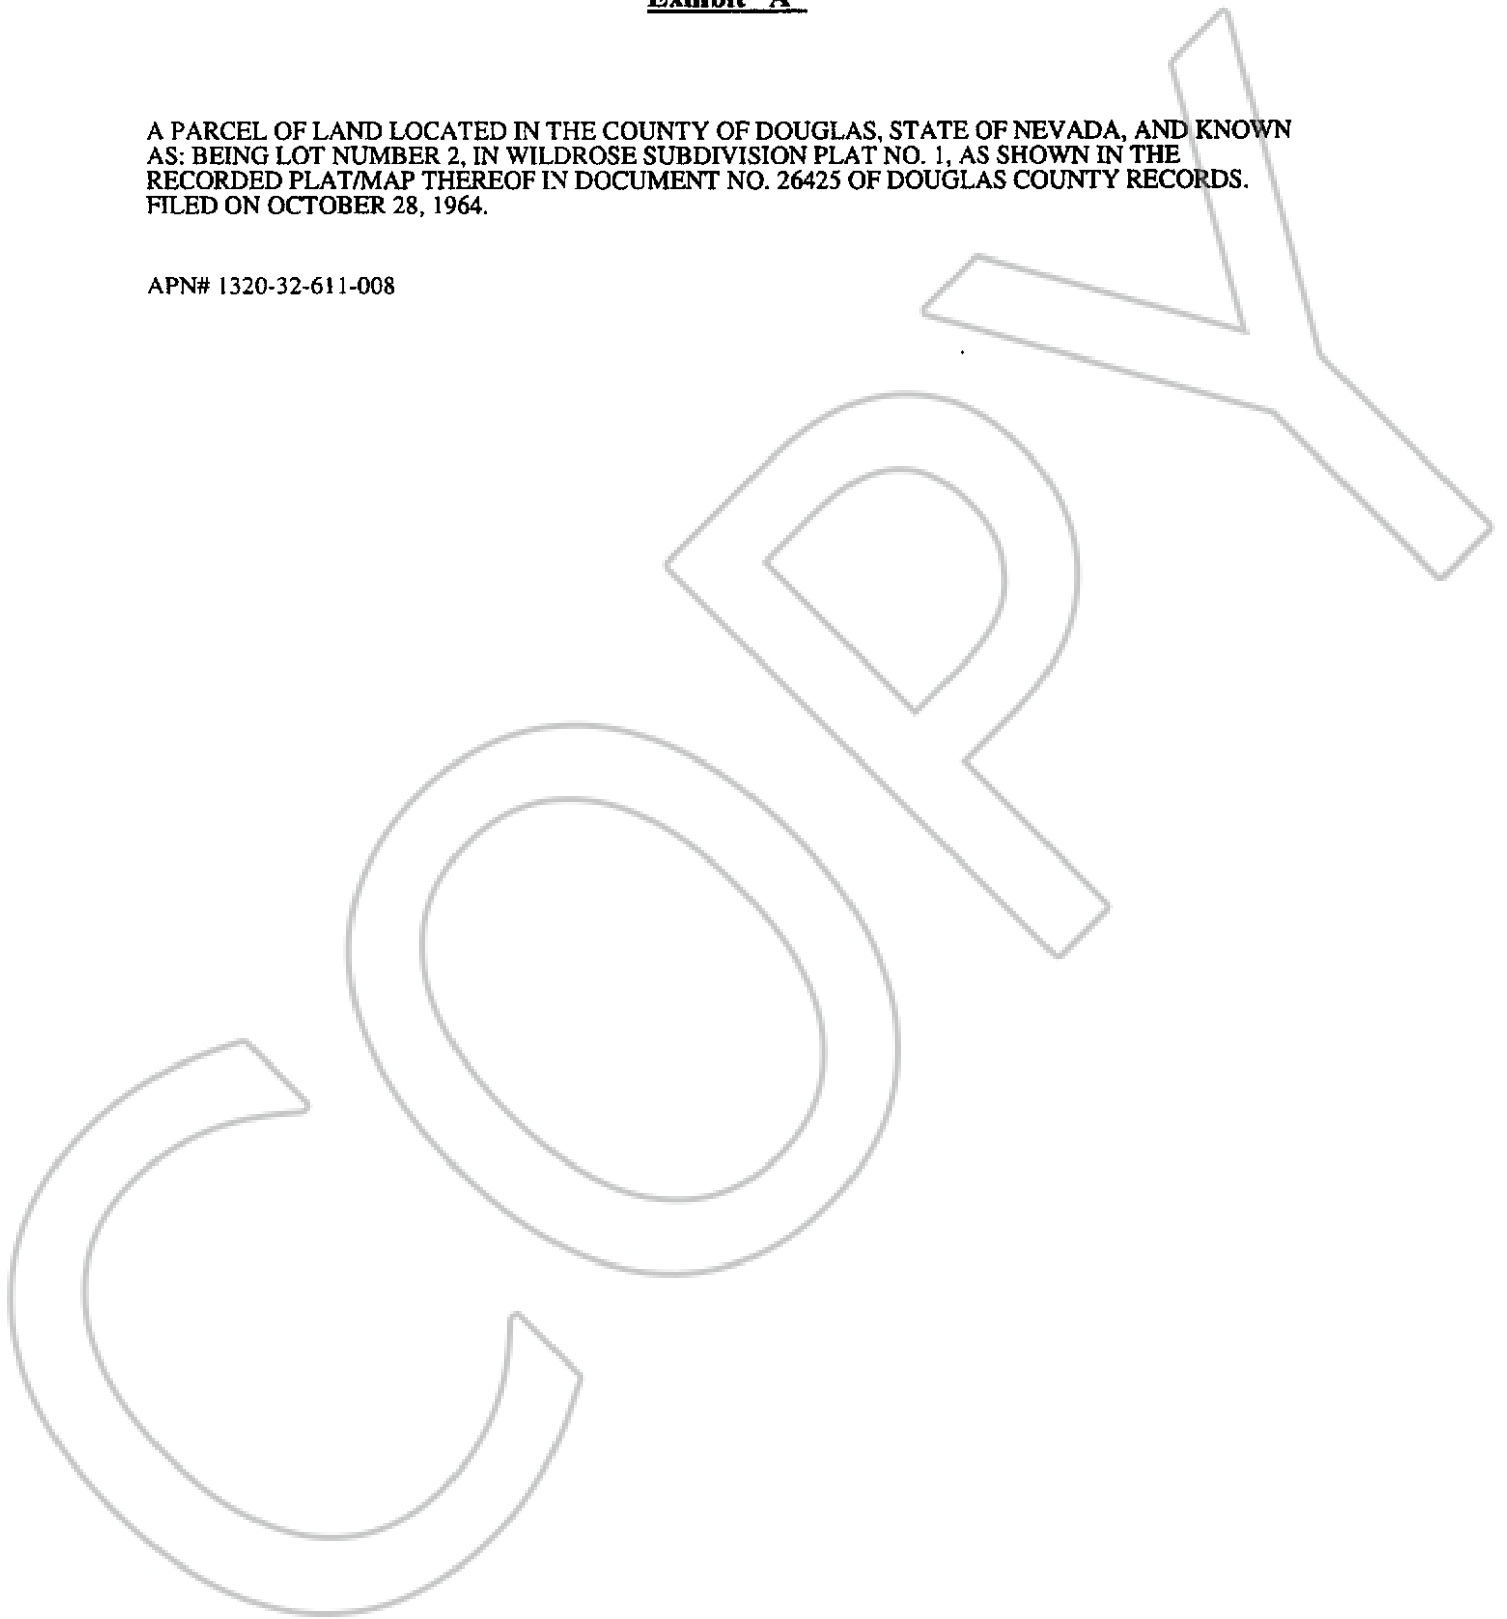 Exhibit "A"
A PARCEL OF LAND LOCATED IN THE COUNTY OF DOUGLAS, STATE OF NEVADA, AND KNOWN
AS: BEING LOT NUMBER 2, IN WILDROSE SUBDIVISION PLAT NO. 1, AS SHOWN IN THE
RECORDED PLAT/MAP THEREOF IN DOCUMENT NO. 26425 OF DOUGLAS COUNTY RECORDS.
FILED ON OCTOBER 28, 1964.
APN# 1320-32-611-008
COPY